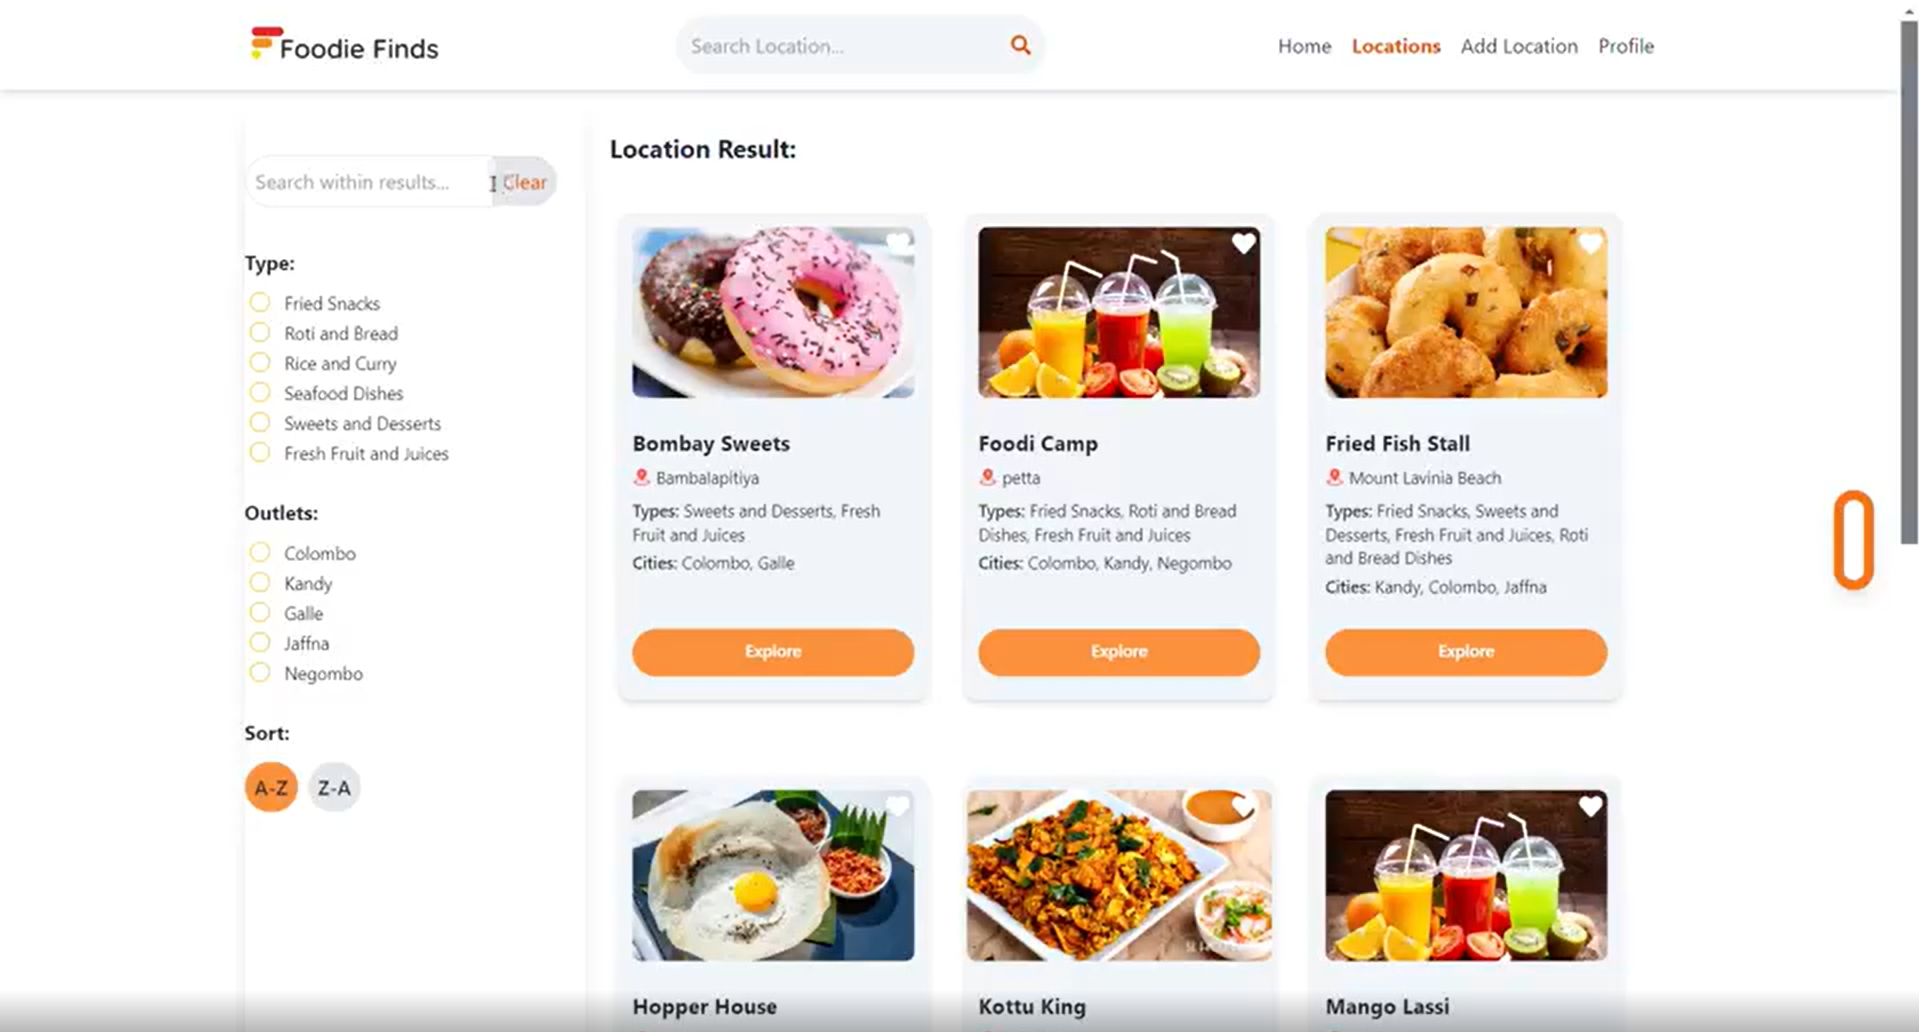 Foodie Finds
Search Location...
Home Locations Add Location Profile
Search within results...
Clear
Type:
Fried Snacks
Roti and Bread
Rice and Curry
Seafood Dishes
Sweets and Desserts
Fresh Fruit and Juices
Outlets:
Colombo
Kandy
Galle
Jaffna
Negombo
Sort:
A-Z Z-A
Location Result:
Bombay Sweets
Bambalapitiya
Types: Sweets and Desserts, Fresh
Fruit and Juices
Cities: Colombo, Galle
Explore
Foodi Camp
petta
Types: Fried Snacks, Roti and Bread
Dishes, Fresh Fruit and Juices
Cities: Colombo, Kandy, Negombo
Explore
Fried Fish Stall
Mount Lavinia Beach
Types: Fried Snacks, Sweets and
Desserts, Fresh Fruit and Juices, Roti
and Bread Dishes
Cities: Kandy, Colombo, Jaffna
Explore
Hopper House
Kottu King
Mango Lassi